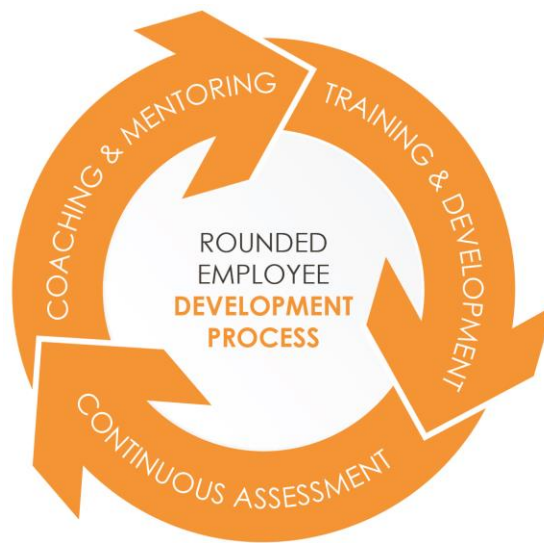 COACHING & MENTORING
TRAINING & DEVELOPMENT
ROUNDED
EMPLOYEE
DEVELOPMENT
PROCESS
CONTINUOUS ASSESSMENT